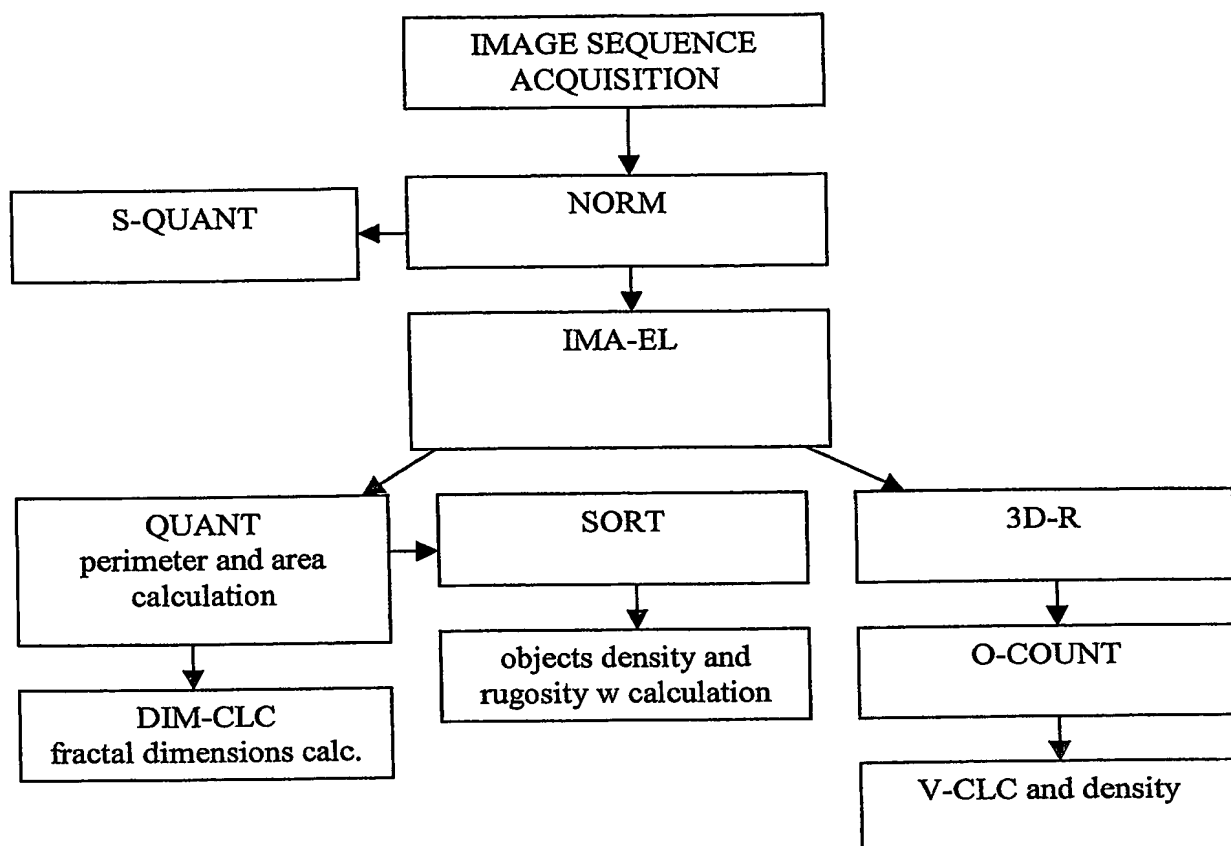 IMAGE SEQUENCE
ACQUISITION
NORM
S-QUANT
IMA-EL
QUANT
perimeter and area
calculation
SORT
3D-R
objects density and
rugosity w calculation
O-COUNT
DIM-CLC
fractal dimensions calc.
V-CLC and density